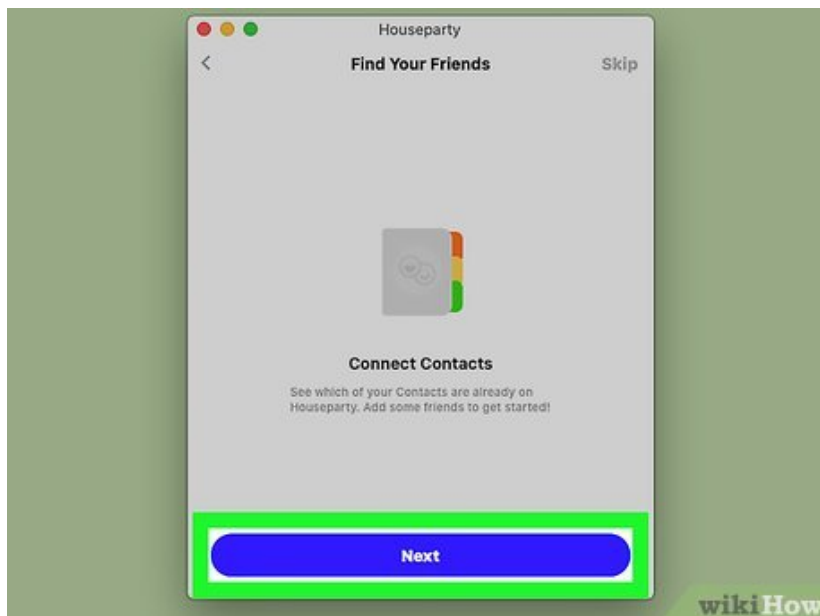 Houseparty
Find Your Friends
Skip
Connect Contacts
See which of your Contacts are already on
Houseparty. Add some friends to get started!
Next
wikiHow